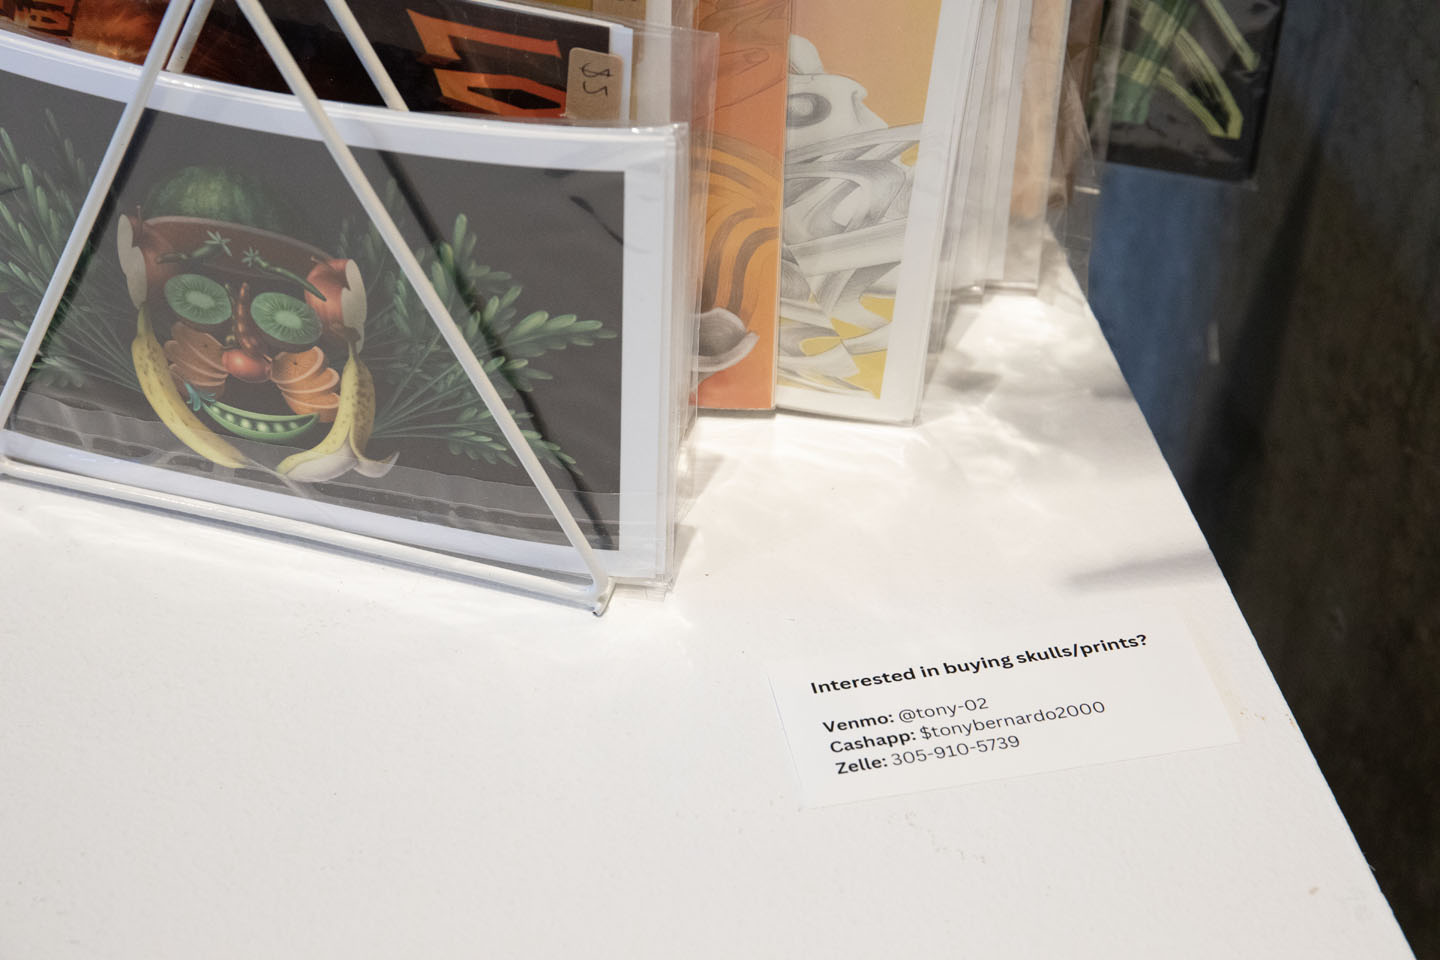 $5
Interested in buying skulls/prints?
Venmo: @tony-02
Cashapp: $tonybernardo2000
Zelle: 305-910-5739